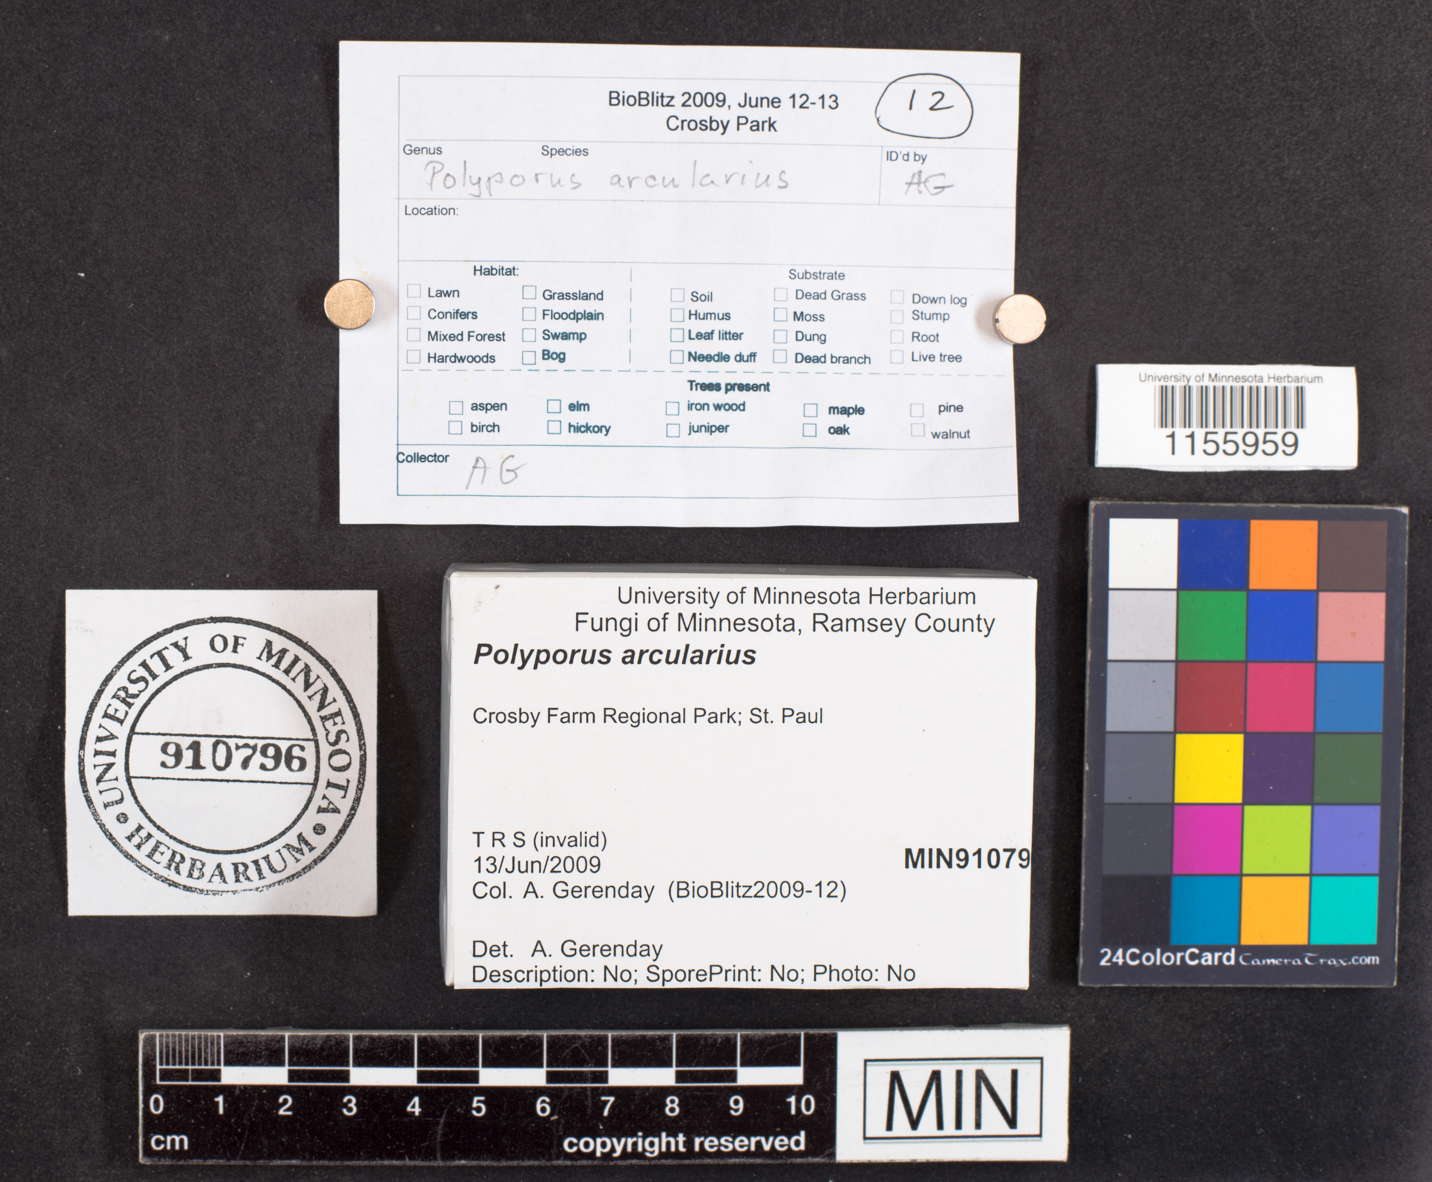 BioBlitz 2009, June 12-13
12
Crosby Park
Genus Species ID'd by
Polyporus arcularius AG
Location:
Habitat: Substrate
Lawn Grassland Soil Dead Grass Down log
Conifers Floodplain Humus Moss Stump
Mixed Forest Swamp Leaf litter Dung Root
Hardwoods Bog Needle duff Dead branch Live tree
Trees present
aspen elm iron wood maple pine
birch hickory juniper oak walnut
Collector AG
University of Minnesota Herbarium
1155959
UNIVERSITY OF MINNESOTA
910796
HERBARIUM
University of Minnesota Herbarium
Fungi of Minnesota, Ramsey County
Polyporus arcularius
Crosby Farm Regional Park; St. Paul
T R S (invalid)
13/Jun/2009
MIN91079
Col. A. Gerenday (BioBlitz2009-12)
Det. A. Gerenday
Description: No; SporePrint: No; Photo: No
24ColorCard CameraTrax.com
0 1 2 3 4 5 6 7 8 9 10
cm copyright reserved
MIN